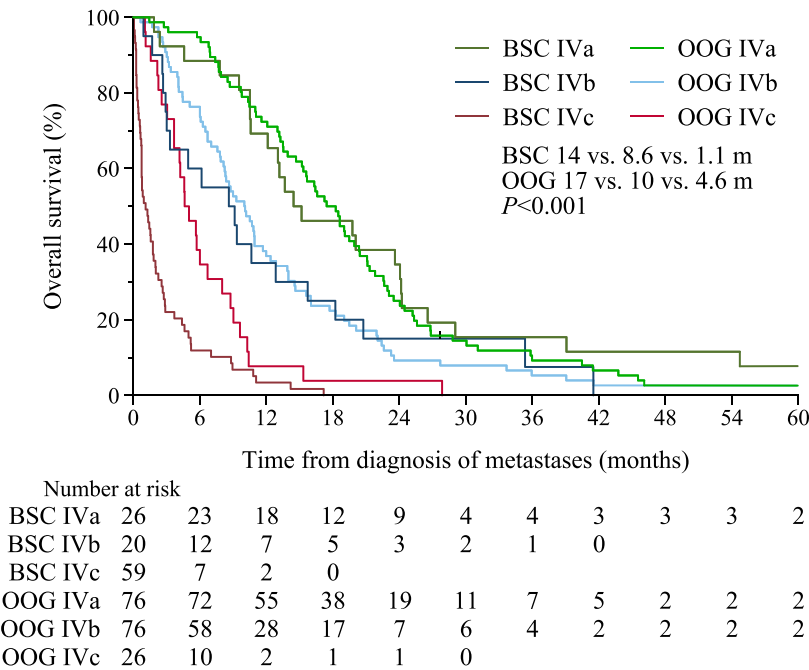 100
80
60
40
20
0
Overall survival (%)
BSC IVa OOG IVa
BSC IVb OOG IVb
BSC IVc OOG IVc
BSC 14 vs. 8.6 vs. 1.1 m
OOG 17 vs. 10 vs. 4.6 m
P<0.001
0 6 12 18 24 30 36 42 48 54 60
Time from diagnosis of metastases (months)
Number at risk
BSC IVa 26 23 18 12 9 4 4 3 3 3 2
BSC IVb 20 12 7 5 3 2 1 0
BSC IVc 59 7 2 0
OOG IVa 76 72 55 38 19 11 7 5 2 2 2
OOG IVb 76 58 28 17 7 6 4 2 2 2 2
OOG IVc 26 10 2 1 1 0